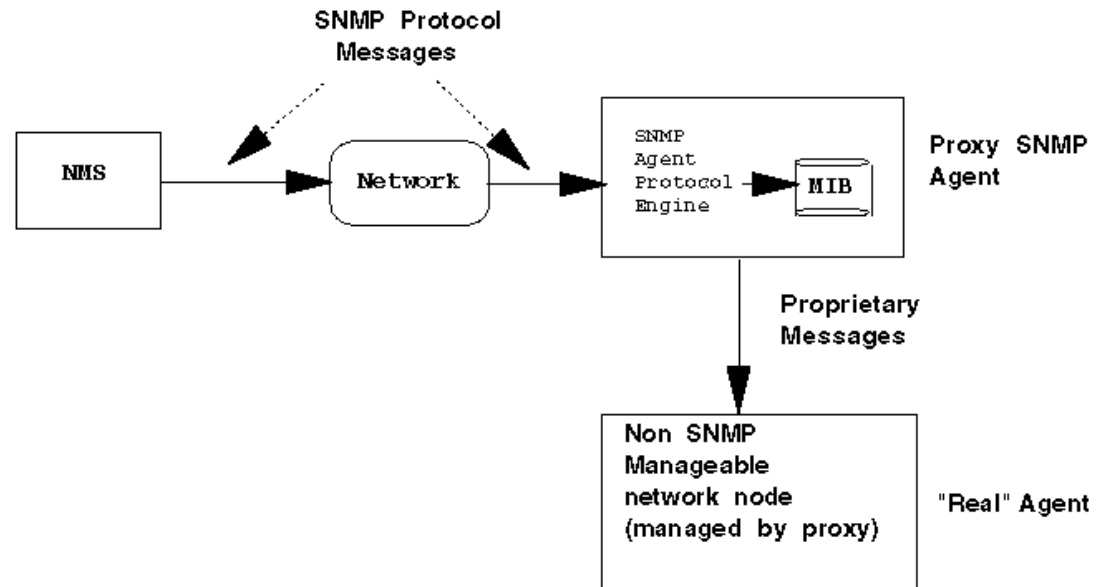 SNMP Protocol
Messages
NMS
Network
SNMP
Agent
Protocol
Engine
MIB
Proxy SNMP
Agent
Proprietary
Messages
Non SNMP
Manageable
network node
(managed by proxy)
"Real" Agent